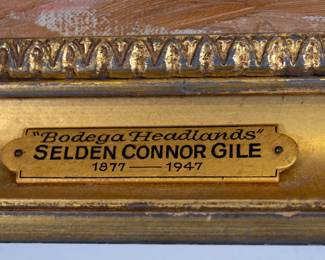 "Bodega Headlands"
SELDEN CONNOR GILE
1877 — 1947